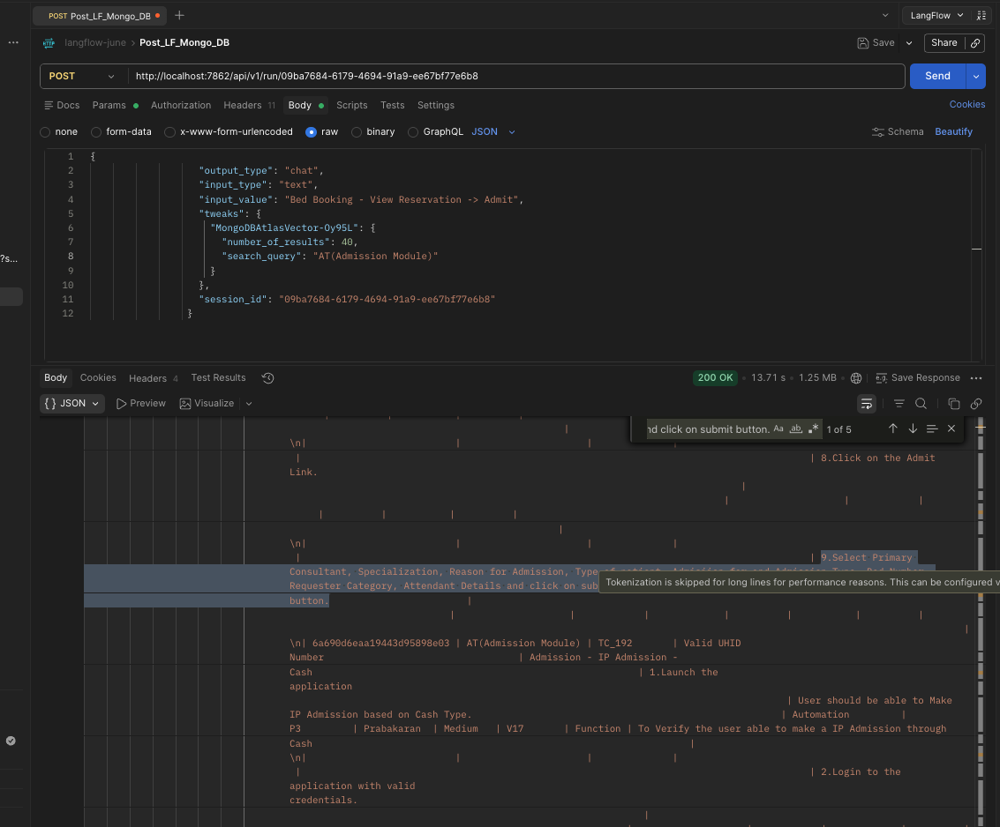 POST Post_LF_Mongo_DB
LangFlow
langflow-june > Post_LF_Mongo_DB
Save
Share
POST
http://localhost:7862/api/v1/run/09ba7684-6179-4694-91a9-ee67bf77e6b8
Send
Docs Params Authorization Headers 11 Body Scripts Tests Settings
Cookies
none form-data x-www-form-urlencoded raw binary GraphQL JSON
Schema Beautify
1 {
2 "output_type": "chat",
3 "input_type": "text",
4 "input_value": "Bed Booking - View Reservation -> Admit",
5 "tweaks": {
6 "MongoDBAtlasVector-Oy95L": {
7 "number_of_results": 40,
8 "search_query": "AT(Admission Module)"
9 }
10 },
11 "session_id": "09ba7684-6179-4694-91a9-ee67bf77e6b8"
12 }
?s...
Body Cookies Headers 4 Test Results
200 OK 13.71 s 1.25 MB e.g. Save Response
{} JSON Preview Visualize
nd click on submit button. Aa ab .* 1 of 5
|
\n| | | |
| | 8.Click on the Admit
Link.
|
| | |
| | | |
|
\n| | | |
| | 9.Select Primary
Consultant, Specialization, Reason for Admission, Type of patient,
Requester Category, Attendant Details and click on sub
Tokenization is skipped for long lines for performance reasons. This can be configured v
button. |
| | | | | | |
|
\n| 6a690d6eaa19443d95898e03 | AT(Admission Module) | TC_192 | Valid UHID
Number | Admission - IP Admission -
Cash | 1.Launch the
application
| User should be able to Make
IP Admission based on Cash Type. | Automation |
P3 | Prabakaran | Medium | V17 | Function | To Verify the user able to make a IP Admission through
Cash |
\n| | | |
| | 2.Login to the
application with valid
credentials.
|